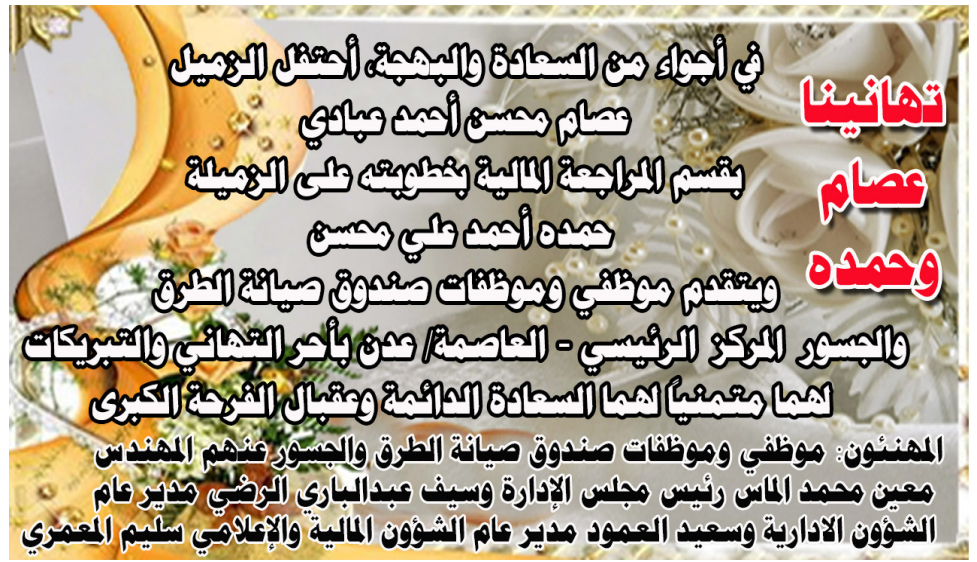 تهانينا
عصام
وحمده
في أجواء من السعادة والبهجة، أحتفل الزميل
عصام محسن أحمد عبادي
بقسم المراجعة المالية بخطوبته على الزميلة
حمده أحمد علي محسن
ويتقدم موظفي وموظفات صندوق صيانة الطرق
والجسور المركز الرئيسي - العاصمة/ عدن بأحر التهاني والتبريكات
لهما متمنياً لهما السعادة الدائمة وعقبال الفرحة الكبرى
المهنئون: موظفي وموظفات صندوق صيانة الطرق والجسور عنهم المهندس
معين محمد الماس رئيس مجلس الإدارة وسيف عبدالباري الرضي مدير عام
الشؤون الادارية وسعيد العمود مدير عام الشؤون المالية والإعلامي سليم المعمري